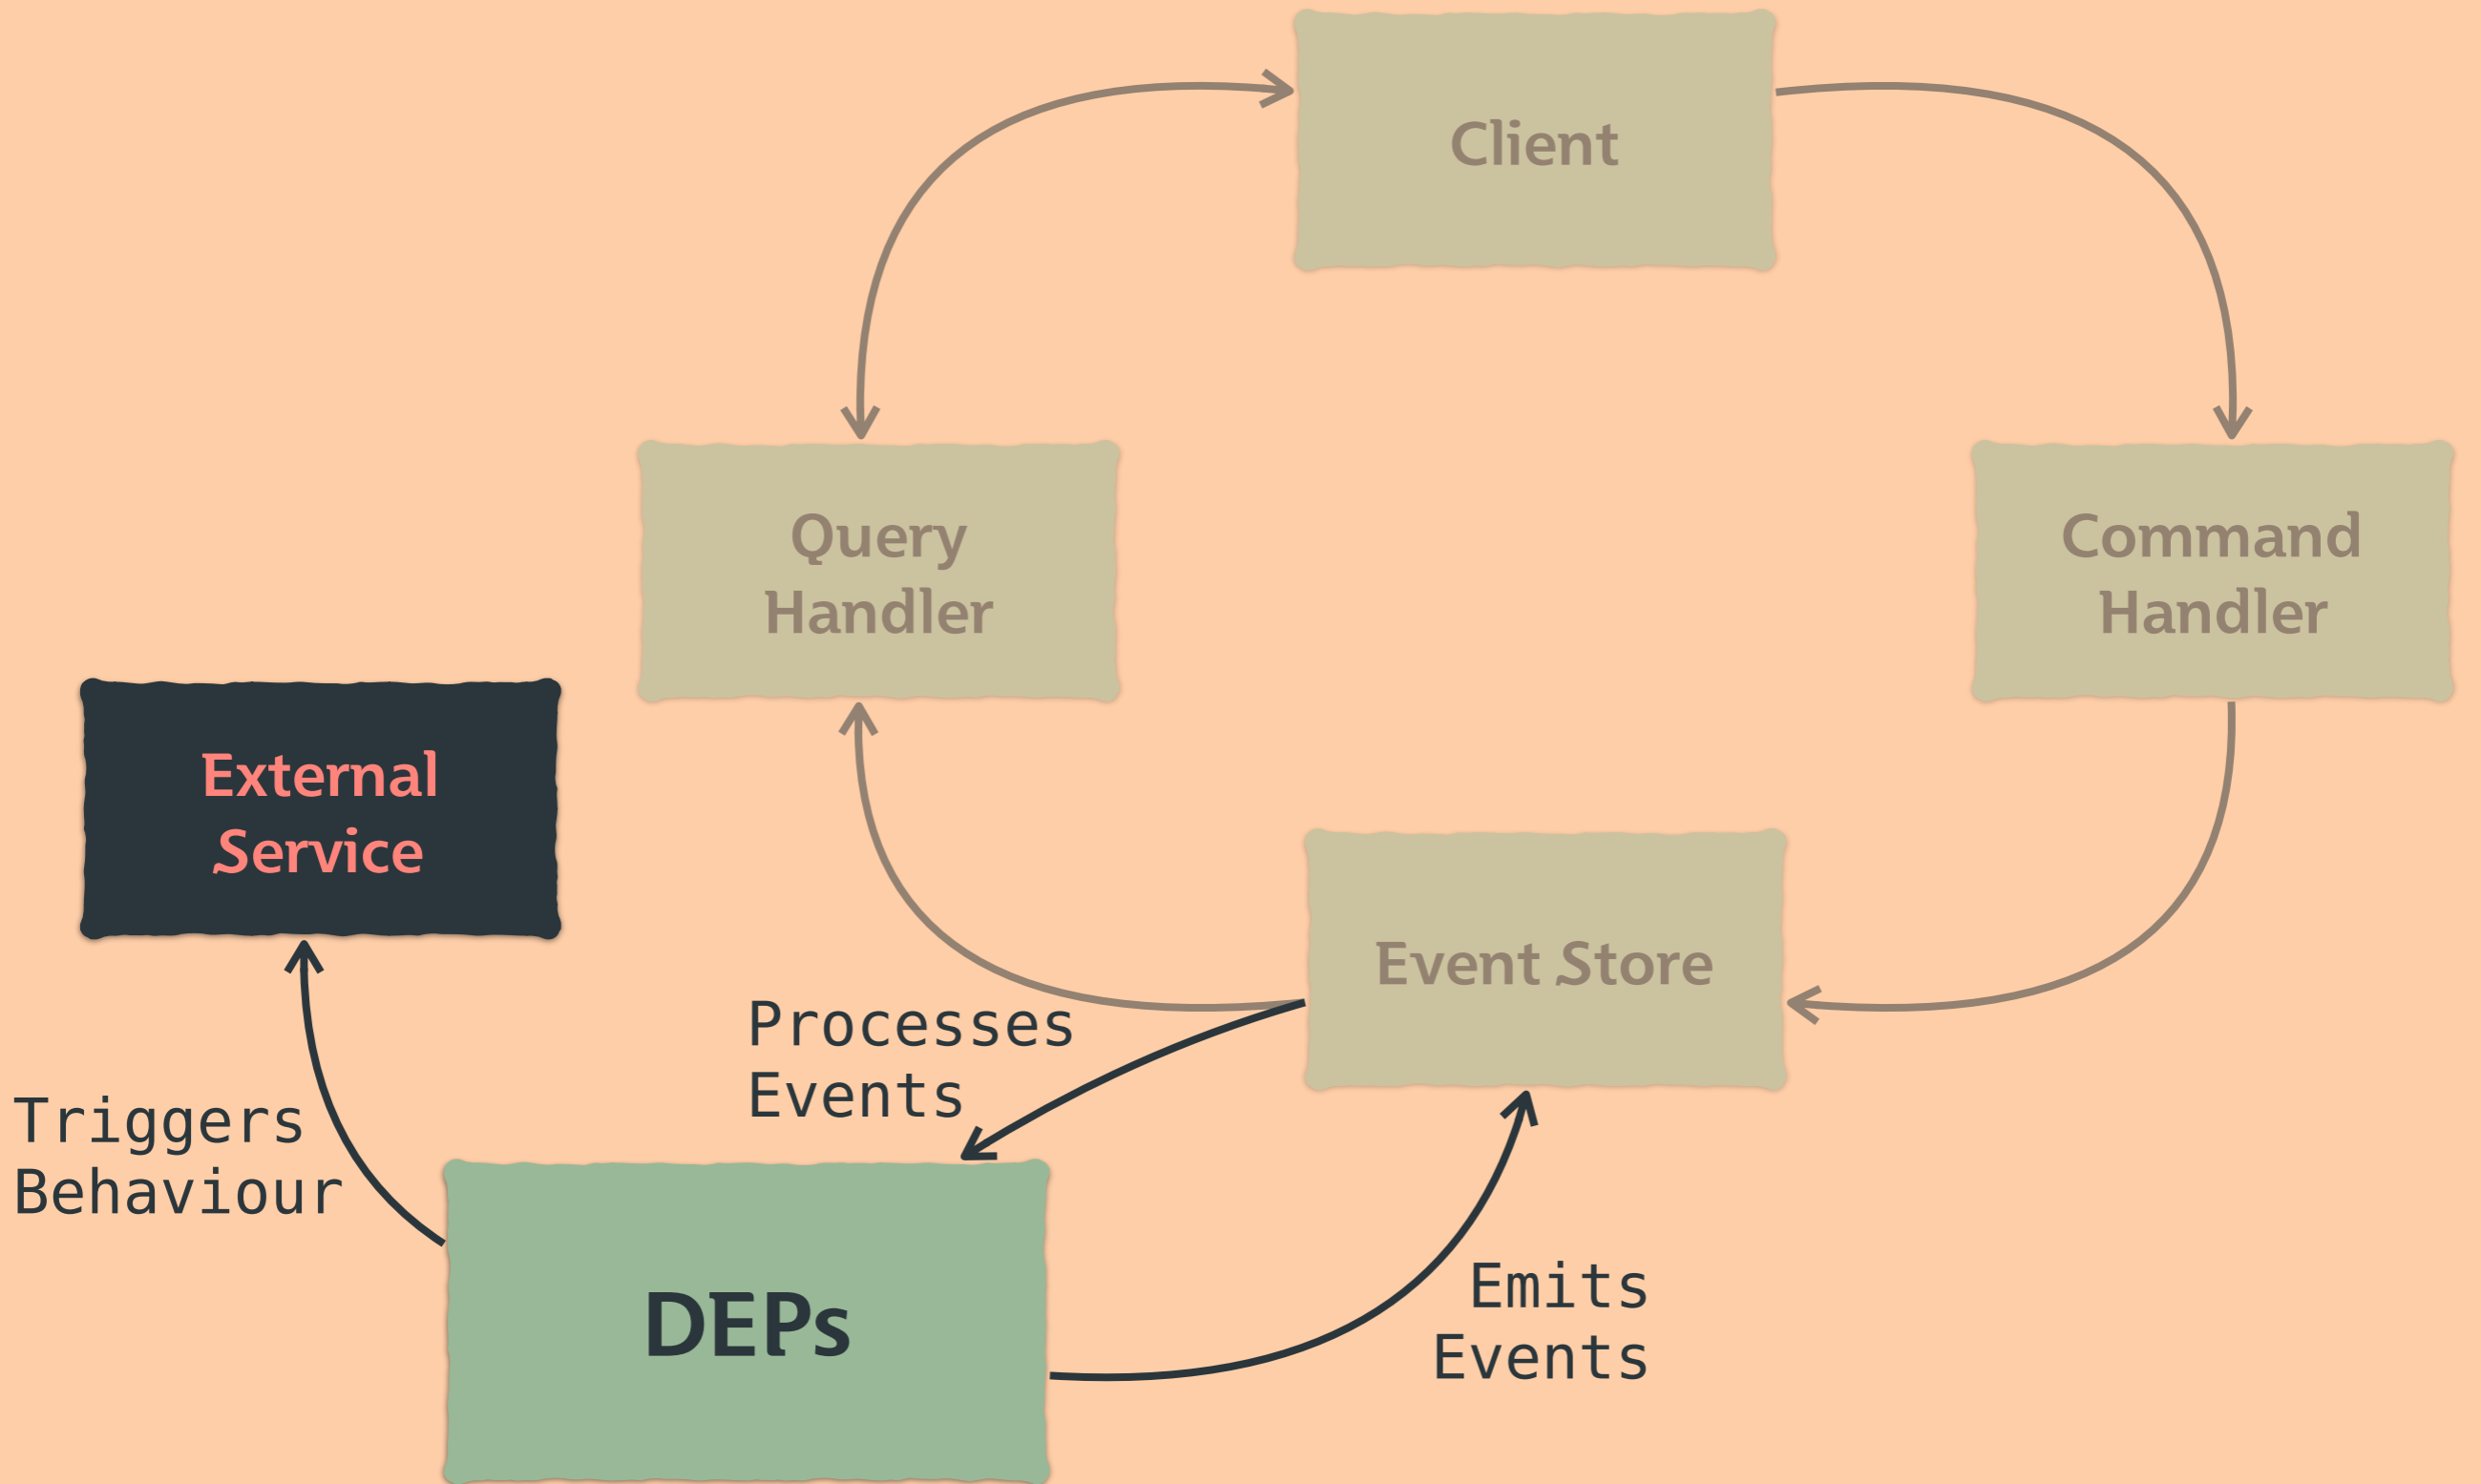 Client
Query
Handler
Command
Handler
External
Service
Event Store
Processes
Events
Triggers
Behaviour
DEPs
Emits
Events